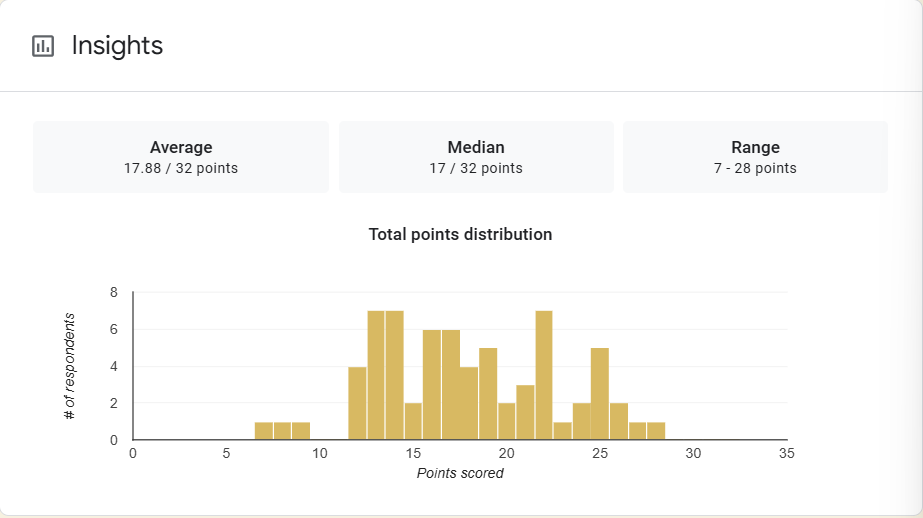 Insights
Average
17.88 / 32 points
Median
17 / 32 points
Range
7 - 28 points
Total points distribution
# of respondents
8
6
4
2
0
0 5 10 15 20 25 30 35
Points scored